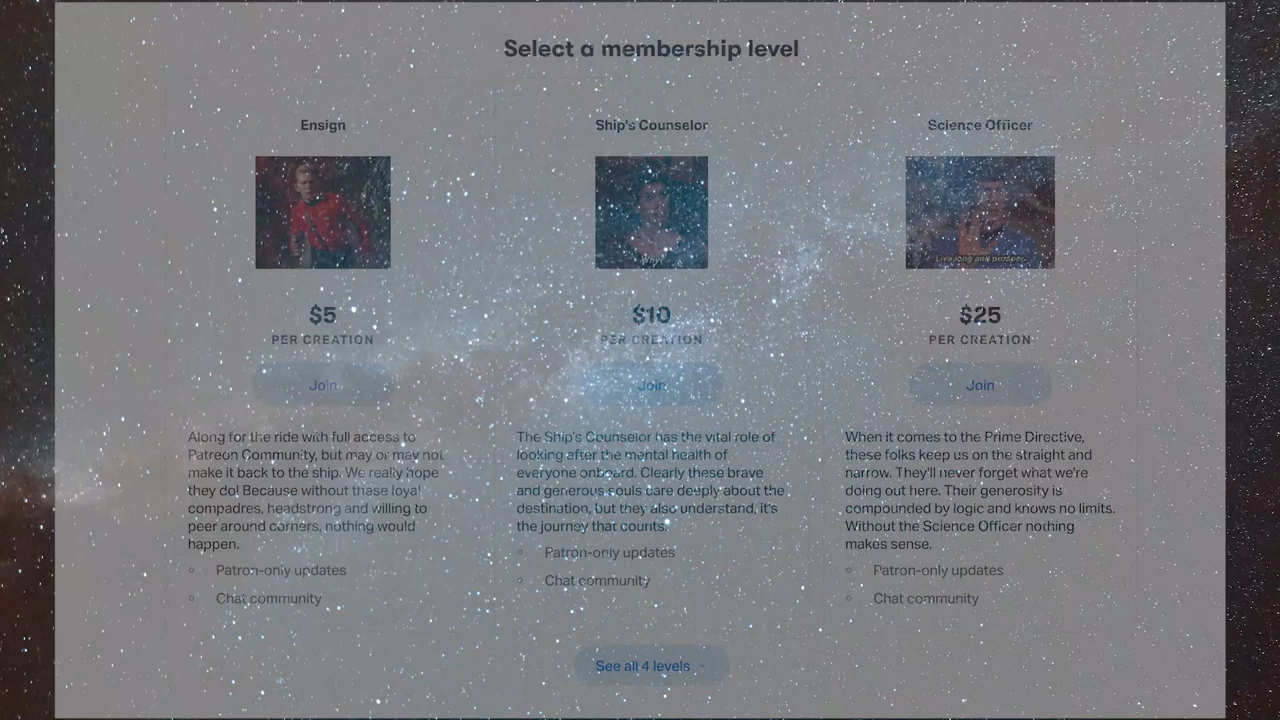 Select a membership level
Ensign
Ship's Counselor
Science Officer
Why?
Live long and prosper.
$5
PER CREATION
$10
PER CREATION
$25
PER CREATION
Join
Join
Join
Along for the ride with full access to
Patreon Community, but may or may not
make it back to the ship. We really hope
they do! Because without these loyal
compadres, headstrong and willing to
peer around corners, nothing would
happen.
Patron-only updates
Chat community
The Ship's Counselor has the vital role of
looking after the mental health of
everyone onboard. Clearly these brave
and generous souls care deeply about the
destination, but they also understand, it's
the journey that counts.
Patron-only updates
Chat community
When it comes to the Prime Directive,
these folks keep us on the straight and
narrow. They'll never forget what we're
doing out here. Their generosity is
compounded by logic and knows no limits.
Without the Science Officer nothing
makes sense.
Patron-only updates
Chat community
See all 4 levels